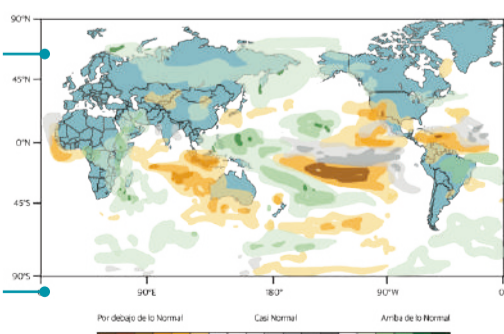 90°N
45°N
0°N
45°S
90°S
90°E
180°
90°W
Por debajo de lo Normal
Casi Normal
Arriba de lo Normal